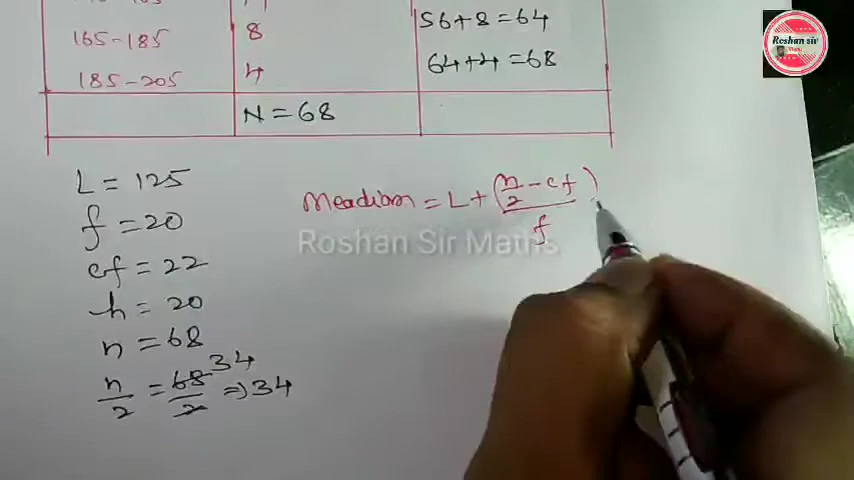 165-185 8 56+8=64
185-205 4 64+4=68
N=68
Roshan sir
Maths
L = 125
f = 20
cf = 22
h = 20
n = 68
n/2 = 68/2 34 ⇒ 34
Meadian = L + (n/2 - cf)
f
Roshan Sir Maths